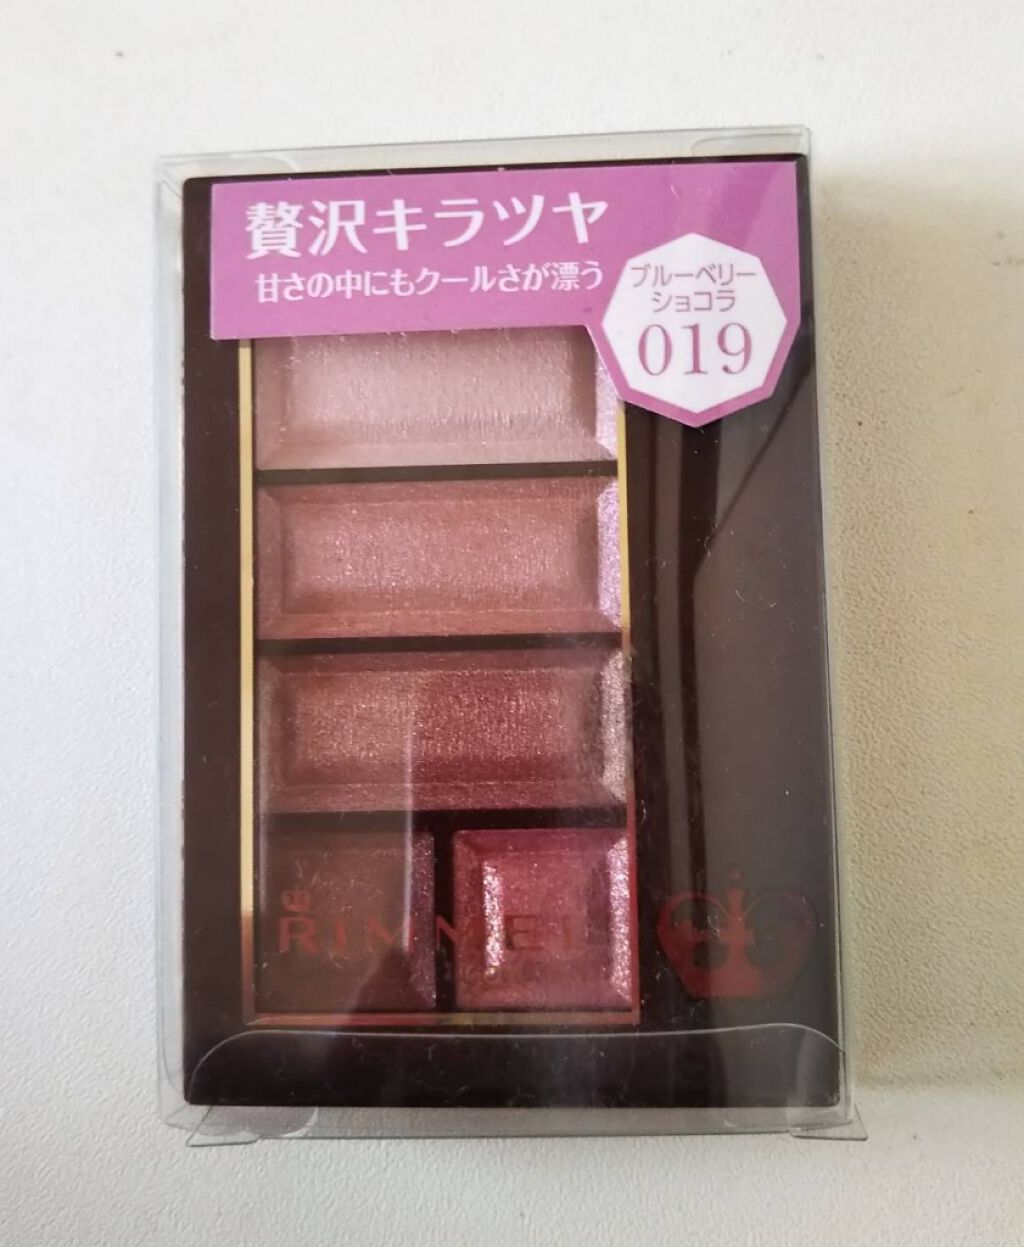 贅沢キラツヤ
甘さの中にもクールさが漂う
ブルーベリー
ショコラ
019
RIMMEL